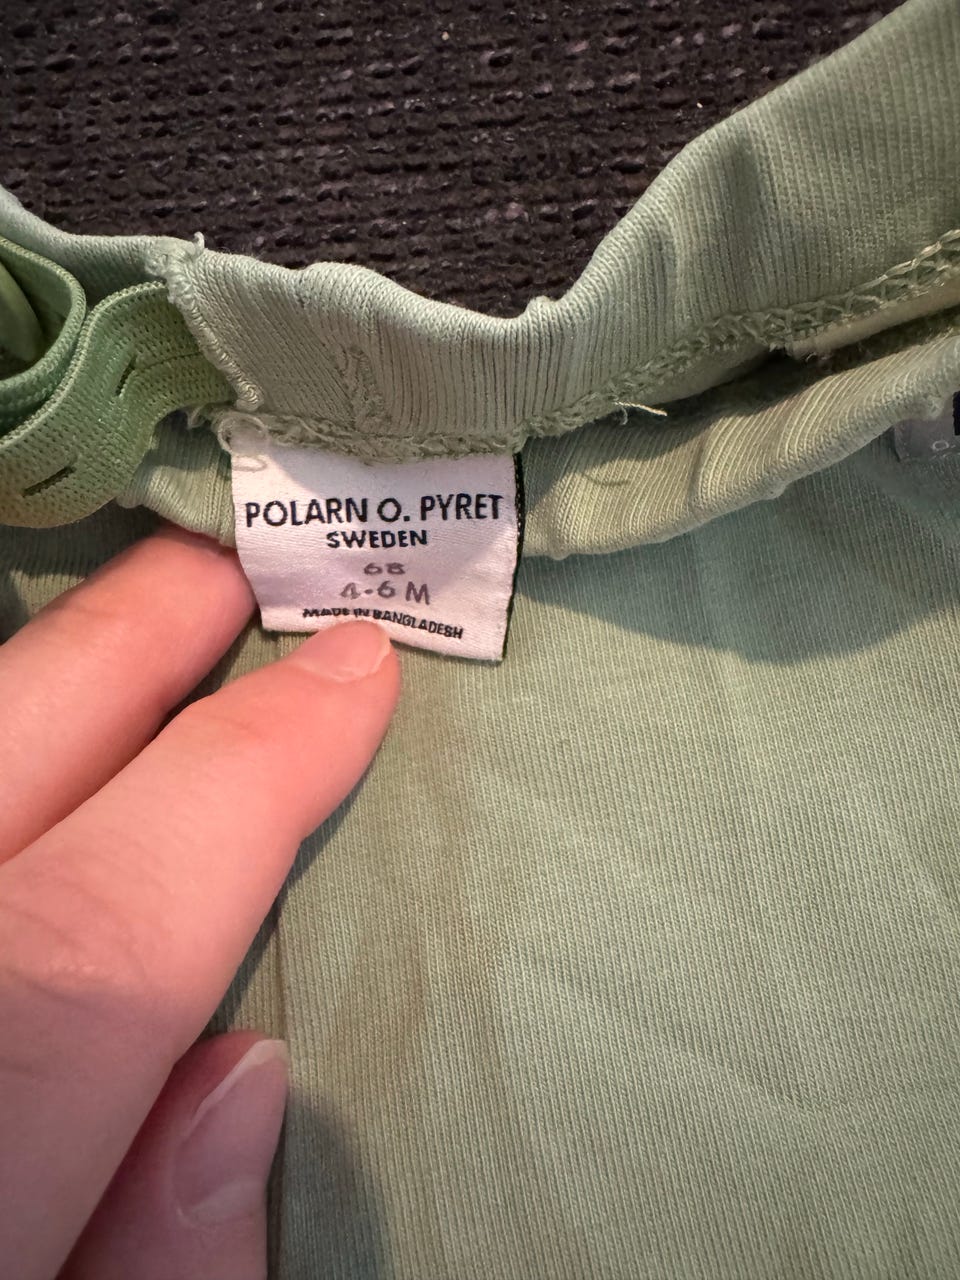 POLARN O. PYRET
SWEDEN
68
4-6 M
MADE IN BANGLADESH